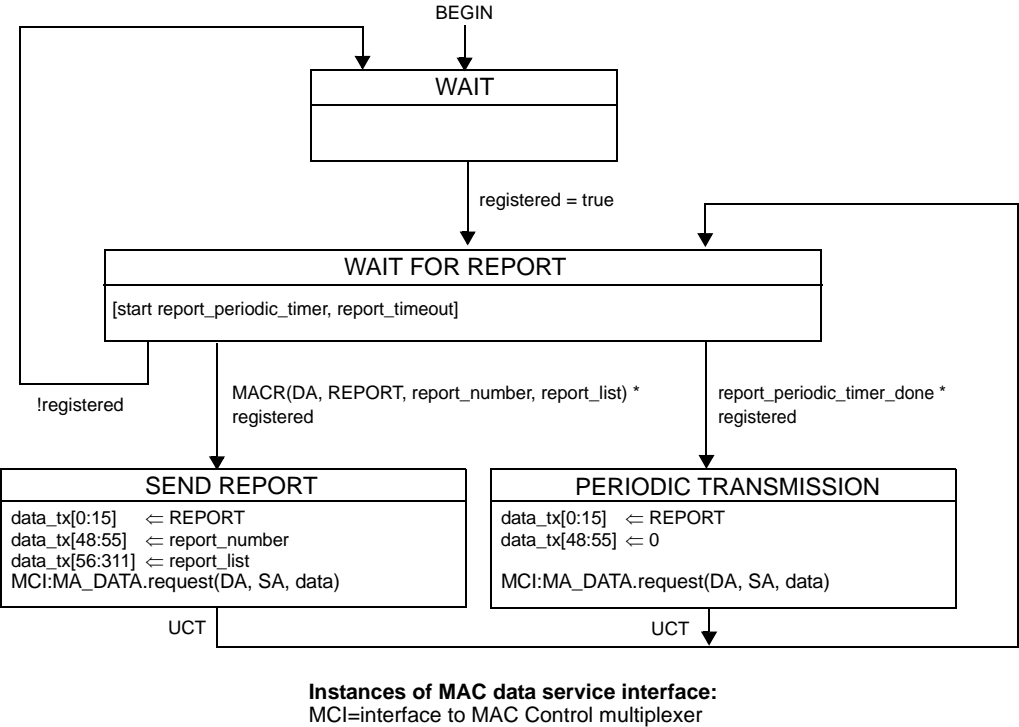 BEGIN
WAIT
registered = true
WAIT FOR REPORT
[start report_periodic_timer, report_timeout]
!registered
MACR(DA, REPORT, report_number, report_list) *
registered
report_periodic_timer_done *
registered
SEND REPORT
data_tx[0:15] ⇐ REPORT
data_tx[48:55] ⇐ report_number
data_tx[56:311] ⇐ report_list
MCI:MA_DATA.request(DA, SA, data)
PERIODIC TRANSMISSION
data_tx[0:15] ⇐ REPORT
data_tx[48:55] ⇐ 0
MCI:MA_DATA.request(DA, SA, data)
UCT
UCT
Instances of MAC data service interface:
MCI=interface to MAC Control multiplexer